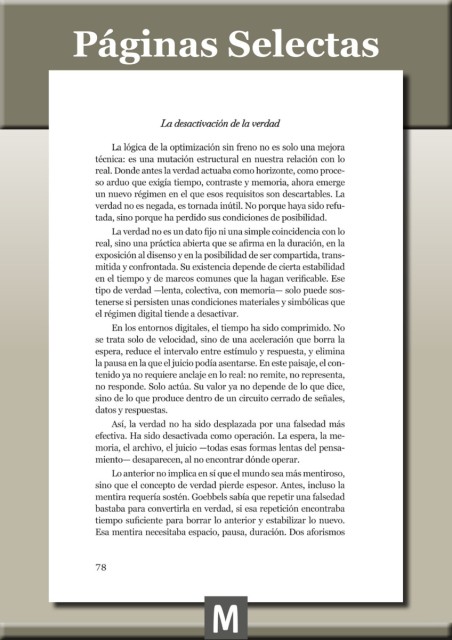 Páginas Selectas
La desactivación de la verdad
La lógica de la optimización sin freno no es solo una mejora
técnica: es una mutación estructural en nuestra relación con lo
real. Donde antes la verdad actuaba como horizonte, como proce-
so arduo que exigía tiempo, contraste y memoria, ahora emerge
un nuevo régimen en el que esos requisitos son descartables. La
verdad no es negada, es tornada inútil. No porque haya sido refu-
tada, sino porque ha perdido sus condiciones de posibilidad.
La verdad no es un dato fijo ni una simple coincidencia con lo
real, sino una práctica abierta que se afirma en la duración, en la
exposición al disenso y en la posibilidad de ser compartida, trans-
mitida y confrontada. Su existencia depende de cierta estabilidad
en el tiempo y de marcos comunes que la hagan verificable. Ese
tipo de verdad —lenta, colectiva, con memoria— solo puede sos-
tenerse si persisten unas condiciones materiales y simbólicas que
el régimen digital tiende a desactivar.
En los entornos digitales, el tiempo ha sido comprimido. No
se trata solo de velocidad, sino de una aceleración que borra la
espera, reduce el intervalo entre estímulo y respuesta, y elimina
la pausa en la que el juicio podía asentarse. En este paisaje, el con-
tenido ya no requiere anclaje en lo real: no remite, no representa,
no responde. Solo actúa. Su valor ya no depende de lo que dice,
sino de lo que produce dentro de un circuito cerrado de señales,
datos y respuestas.
Así, la verdad no ha sido desplazada por una falsedad más
efectiva. Ha sido desactivada como operación. La espera, la me-
moria, el archivo, el juicio —todas esas formas lentas del pensa-
miento— desaparecen, al no encontrar dónde operar.
Lo anterior no implica en sí que el mundo sea más mentiroso,
sino que el concepto de verdad pierde espesor. Antes, incluso la
mentira requería sostén. Goebbels sabía que repetir una falsedad
bastaba para convertirla en verdad, si esa repetición encontraba
tiempo suficiente para borrar lo anterior y estabilizar lo nuevo.
Esa mentira necesitaba espacio, pausa, duración. Dos aforismos
78
M